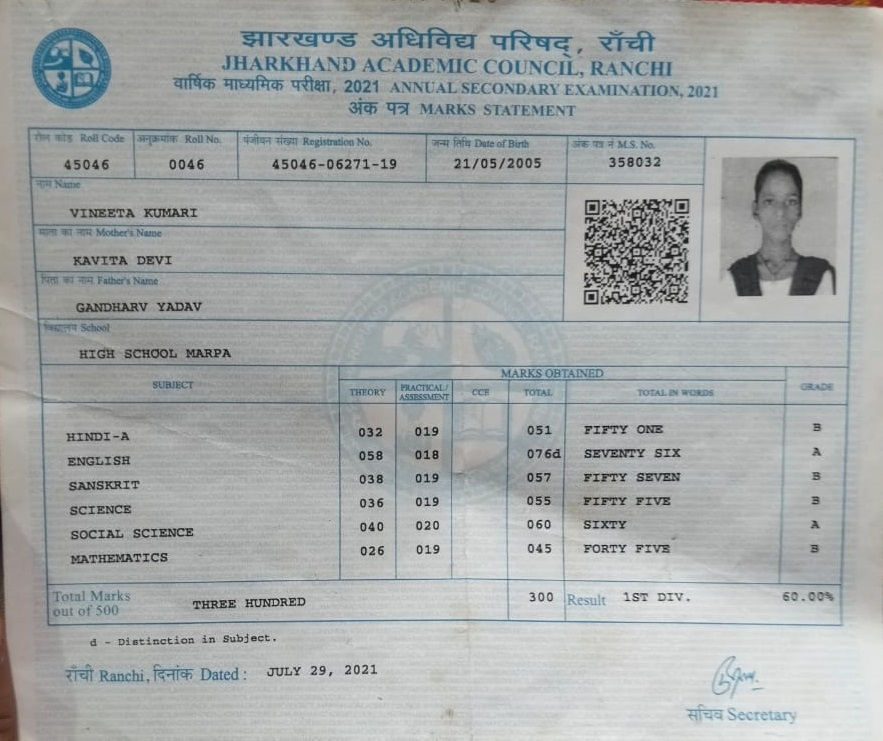 झारखण्ड अधिविद्य परिषद्, राँची
JHARKHAND ACADEMIC COUNCIL, RANCHI
वार्षिक माध्यमिक परीक्षा, 2021 ANNUAL SECONDARY EXAMINATION, 2021
अंक पत्र MARKS STATEMENT
रोल कोड Roll Code अनुक्रमांक Roll No. पंजीयन संख्या Registration No. जन्म तिथि Date of Birth अंक पत्र नं M.S. No.
45046 0046 45046-06271-19 21/05/2005 358032
नाम Name
VINEETA KUMARI
माता का नाम Mother's Name
KAVITA DEVI
पिता का नाम Father's Name
GANDHARV YADAV
विद्यालय School
HIGH SCHOOL MARPA
SUBJECT MARKS OBTAINED GRADE
THEORY PRACTICAL/ ASSESSMENT CCE TOTAL TOTAL IN WORDS
HINDI-A 032 019 051 FIFTY ONE B
ENGLISH 058 018 076d SEVENTY SIX A
SANSKRIT 038 019 057 FIFTY SEVEN B
SCIENCE 036 019 055 FIFTY FIVE B
SOCIAL SCIENCE 040 020 060 SIXTY A
MATHEMATICS 026 019 045 FORTY FIVE B
Total Marks
out of 500 THREE HUNDRED 300 Result 1ST DIV. 60.00%
d - Distinction in Subject.
राँची Ranchi, दिनांक Dated : JULY 29, 2021
सचिव Secretary